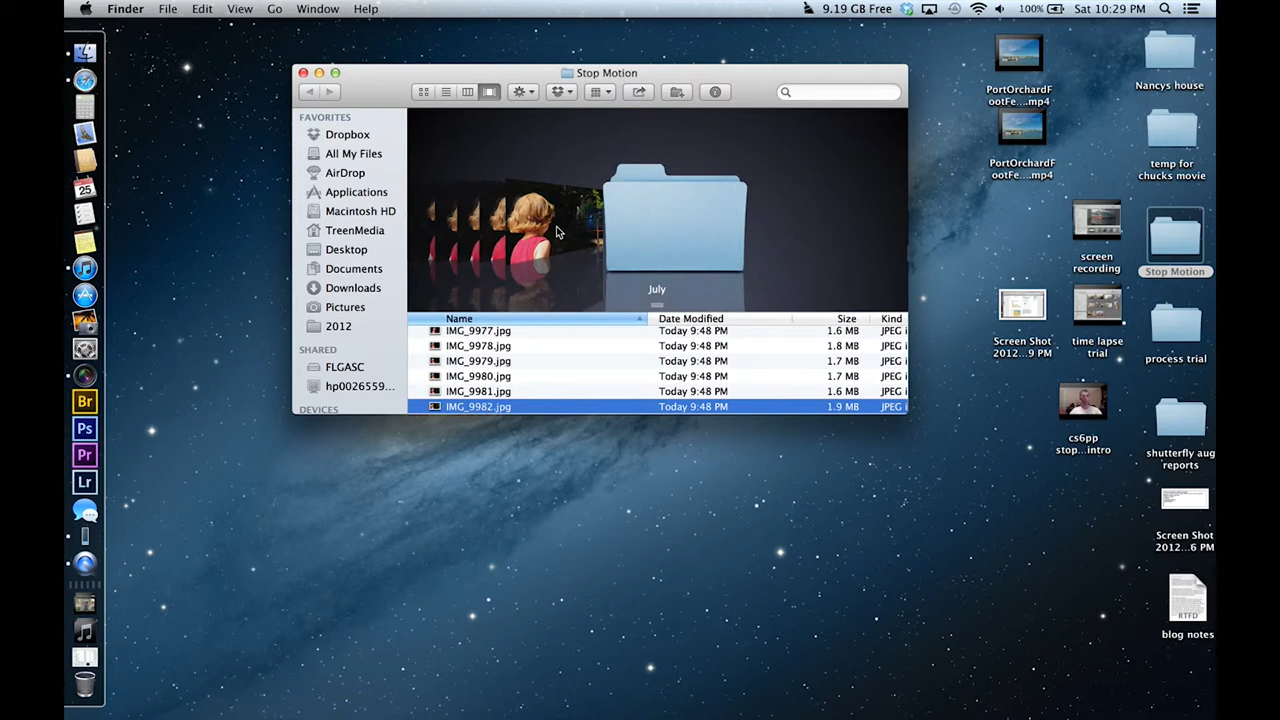 Finder File Edit View Go Window Help 9.19 GB Free 100% Sat 10:29 PM
Stop Motion
FAVORITES
Dropbox
All My Files
AirDrop
Applications
Macintosh HD
TreenMedia
Desktop
Documents
Downloads
Pictures
2012
SHARED
FLGASC
hp0026559...
DEVICES
July
Name Date Modified Size Kind
IMG_9977.jpg Today 9:48 PM 1.6 MB JPEG i
IMG_9978.jpg Today 9:48 PM 1.8 MB JPEG i
IMG_9979.jpg Today 9:48 PM 1.7 MB JPEG i
IMG_9980.jpg Today 9:48 PM 1.7 MB JPEG i
IMG_9981.jpg Today 9:48 PM 1.6 MB JPEG i
IMG_9982.jpg Today 9:48 PM 1.9 MB JPEG i
25
Br
Ps
Pr
Lr
PortOrchardF
ootFe....mp4
PortOrchardF
ootFe....mp4
screen
recording
Screen Shot
2012...9 PM
time lapse
trial
cs6pp
stop...intro
Nancys house
temp for
chucks movie
Stop Motion
process trial
shutterfly aug
reports
Screen Shot
2012...6 PM
RTFD
blog notes